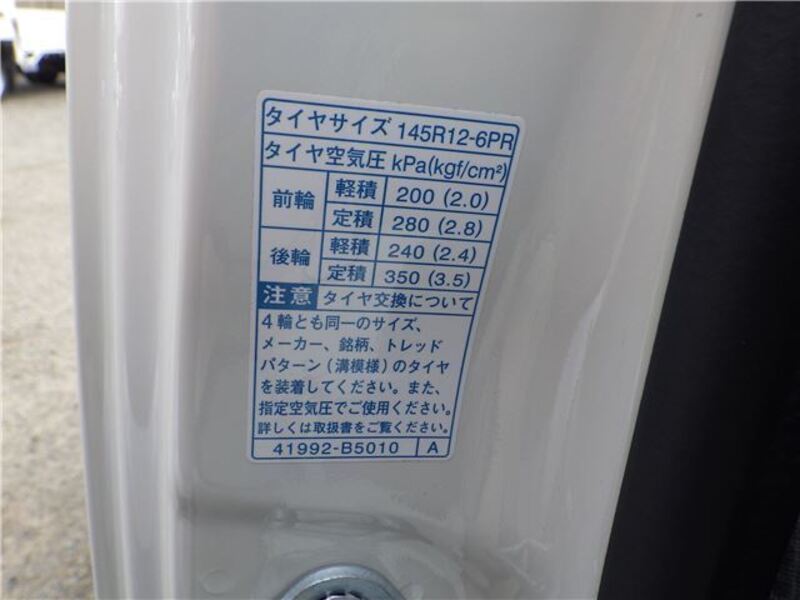 タイヤサイズ 145R12-6PR
タイヤ空気圧 kPa(kgf/cm²)
前輪 軽積 200 (2.0)
定積 280 (2.8)
後輪 軽積 240 (2.4)
定積 350 (3.5)
注意 タイヤ交換について
4輪とも同一のサイズ、
メーカー、銘柄、トレッド
パターン(溝模様)のタイヤ
を装着してください。また、
指定空気圧でご使用ください。
詳しくは取扱書をご覧ください。
41992-B5010 A